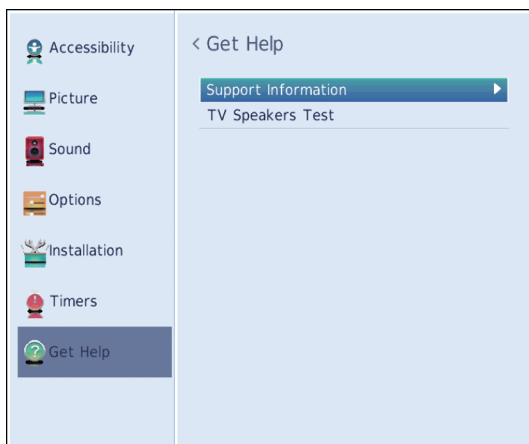 Accessibility
Picture
Sound
Options
Installation
Timers
Get Help
< Get Help
Support Information
TV Speakers Test